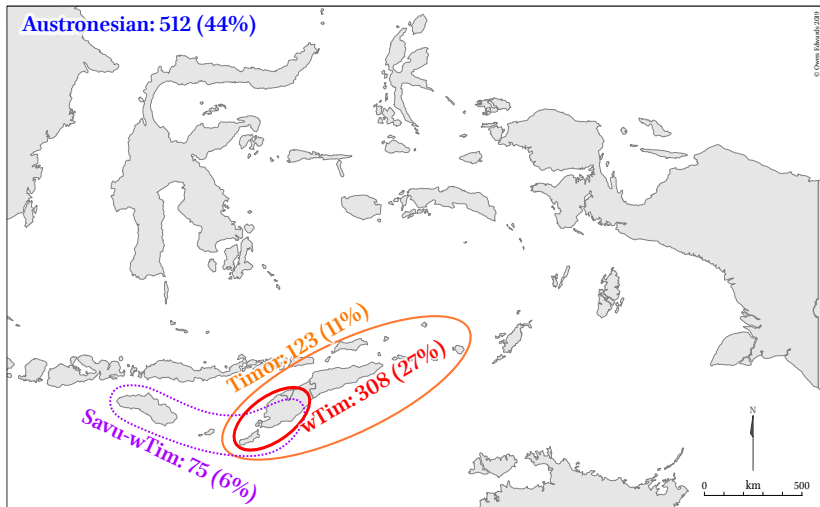 Austronesian: 512 (44%)
© Owen Edwards 2019
Timor: 123 (11%)
wTim: 308 (27%)
Savu-wTim: 75 (6%)
N
km
0 500